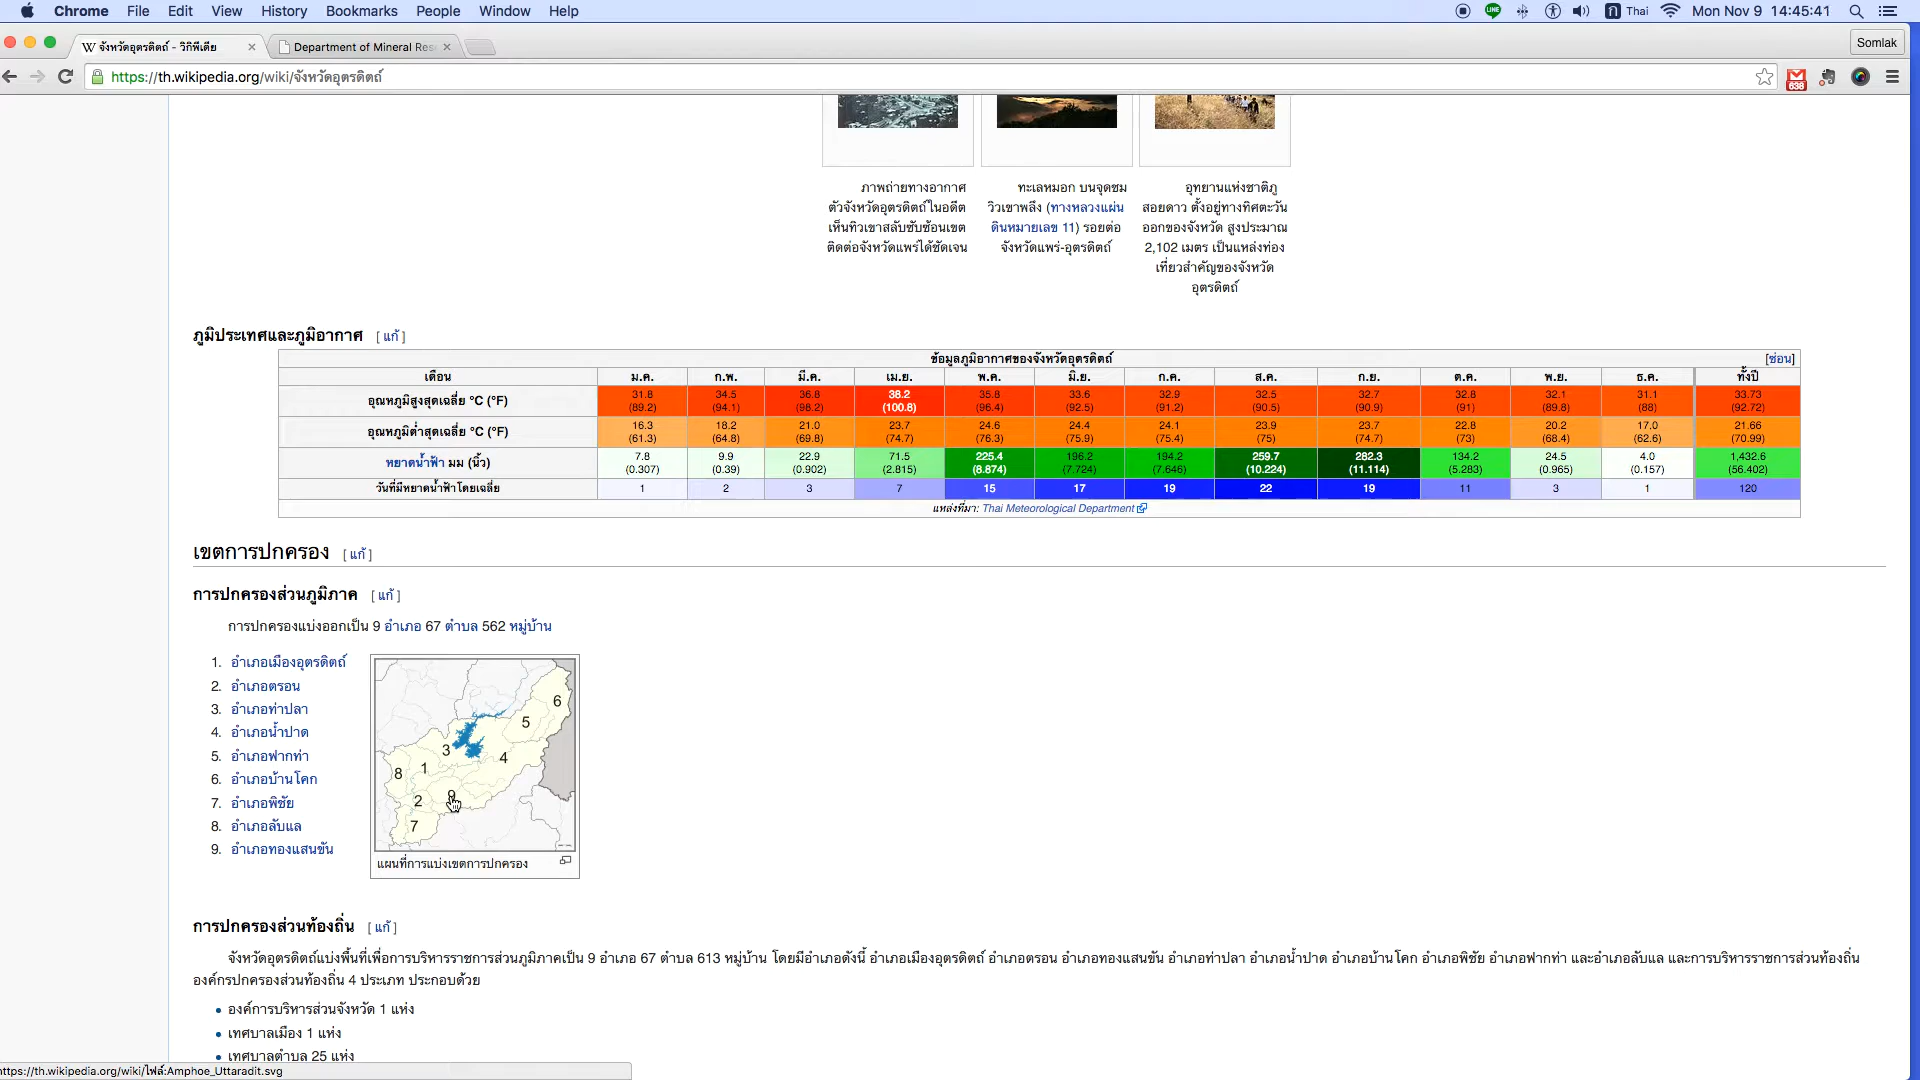 Chrome File Edit View History Bookmarks People Window Help
Thai Mon Nov 9 14:45:41
W จังหวัดอุตรดิตถ์ - วิกิพีเดีย × Department of Mineral Res ×
Somlak
https://th.wikipedia.org/wiki/จังหวัดอุตรดิตถ์
638
ภาพถ่ายทางอากาศ
ตัวจังหวัดอุตรดิตถ์ในอดีต
เห็นทิวเขาสลับซับซ้อนเขต
ติดต่อจังหวัดแพร่ได้ชัดเจน
ทะเลหมอก บนจุดชม
วิวเขาพลึง (ทางหลวงแผ่น
ดินหมายเลข 11) รอยต่อ
จังหวัดแพร่-อุตรดิตถ์
อุทยานแห่งชาติภู
สอยดาว ตั้งอยู่ทางทิศตะวัน
ออกของจังหวัด สูงประมาณ
2,102 เมตร เป็นแหล่งท่อง
เที่ยวสำคัญของจังหวัด
อุตรดิตถ์
ภูมิประเทศและภูมิอากาศ [ แก้ ]
ข้อมูลภูมิอากาศของจังหวัดอุตรดิตถ์ [ซ่อน]
เดือน ม.ค. ก.พ. มี.ค. เม.ย. พ.ค. มิ.ย. ก.ค. ส.ค. ก.ย. ต.ค. พ.ย. ธ.ค. ทั้งปี
อุณหภูมิสูงสุดเฉลี่ย °C (°F) 31.8 34.5 36.8 38.2 35.8 33.6 32.9 32.5 32.7 32.8 32.1 31.1 33.73
(89.2) (94.1) (98.2) (100.8) (96.4) (92.5) (91.2) (90.5) (90.9) (91) (89.8) (88) (92.72)
อุณหภูมิต่ำสุดเฉลี่ย °C (°F) 16.3 18.2 21.0 23.7 24.6 24.4 24.1 23.9 23.7 22.8 20.2 17.0 21.66
(61.3) (64.8) (69.8) (74.7) (76.3) (75.9) (75.4) (75) (74.7) (73) (68.4) (62.6) (70.99)
หยาดน้ำฟ้า มม (นิ้ว) 7.8 9.9 22.9 71.5 225.4 196.2 194.2 259.7 282.3 134.2 24.5 4.0 1,432.6
(0.307) (0.39) (0.902) (2.815) (8.874) (7.724) (7.646) (10.224) (11.114) (5.283) (0.965) (0.157) (56.402)
วันที่มีหยาดน้ำฟ้าโดยเฉลี่ย 1 2 3 7 15 17 19 22 19 11 3 1 120
แหล่งที่มา: Thai Meteorological Department
เขตการปกครอง [ แก้ ]
การปกครองส่วนภูมิภาค [ แก้ ]
การปกครองแบ่งออกเป็น 9 อำเภอ 67 ตำบล 562 หมู่บ้าน
1. อำเภอเมืองอุตรดิตถ์
2. อำเภอตรอน
3. อำเภอท่าปลา
4. อำเภอน้ำปาด
5. อำเภอฟากท่า
6. อำเภอบ้านโคก
7. อำเภอพิชัย
8. อำเภอลับแล
9. อำเภอทองแสนขัน
6
5
3
4
8
1
2
9
7
แผนที่การแบ่งเขตการปกครอง
การปกครองส่วนท้องถิ่น [ แก้ ]
จังหวัดอุตรดิตถ์แบ่งพื้นที่เพื่อการบริหารราชการส่วนภูมิภาคเป็น 9 อำเภอ 67 ตำบล 613 หมู่บ้าน โดยมีอำเภอดังนี้ อำเภอเมืองอุตรดิตถ์ อำเภอตรอน อำเภอทองแสนขัน อำเภอท่าปลา อำเภอน้ำปาด อำเภอบ้านโคก อำเภอพิชัย อำเภอฟากท่า และอำเภอลับแล และการบริหารราชการส่วนท้องถิ่น
องค์กรปกครองส่วนท้องถิ่น 4 ประเภท ประกอบด้วย
• องค์การบริหารส่วนจังหวัด 1 แห่ง
• เทศบาลเมือง 1 แห่ง
• เทศบาลตำบล 25 แห่ง
https://th.wikipedia.org/wiki/ไฟล์:Amphoe_Uttaradit.svg